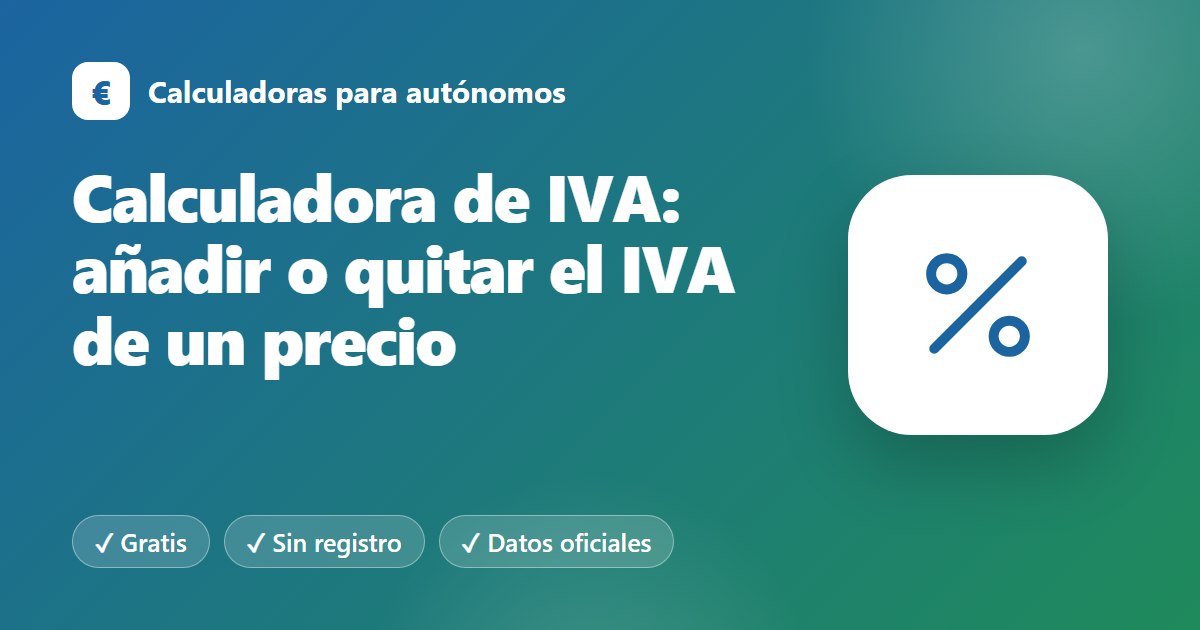 € Calculadoras para autónomos
Calculadora de IVA:
añadir o quitar el IVA
de un precio
%
✓ Gratis ✓ Sin registro ✓ Datos oficiales